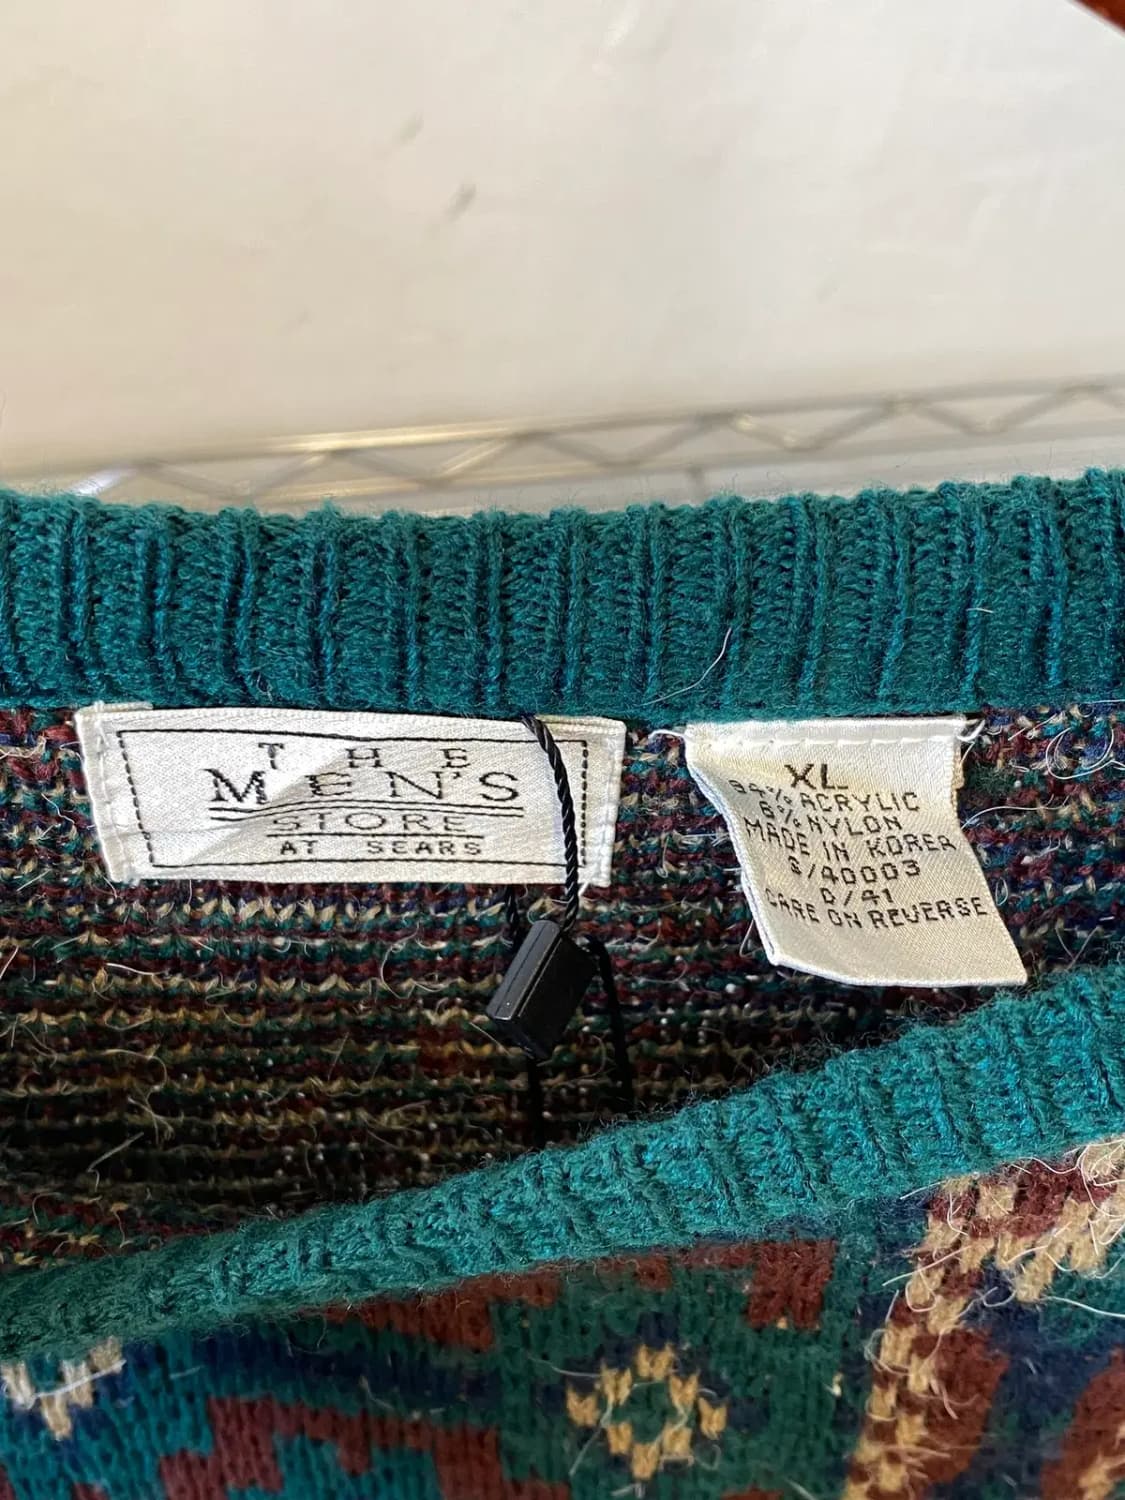 THE
MEN'S
STORE
AT SEARS
XL
94% ACRYLIC
6% NYLON
MADE IN KOREA
S/40003
D/41
CARE ON REVERSE